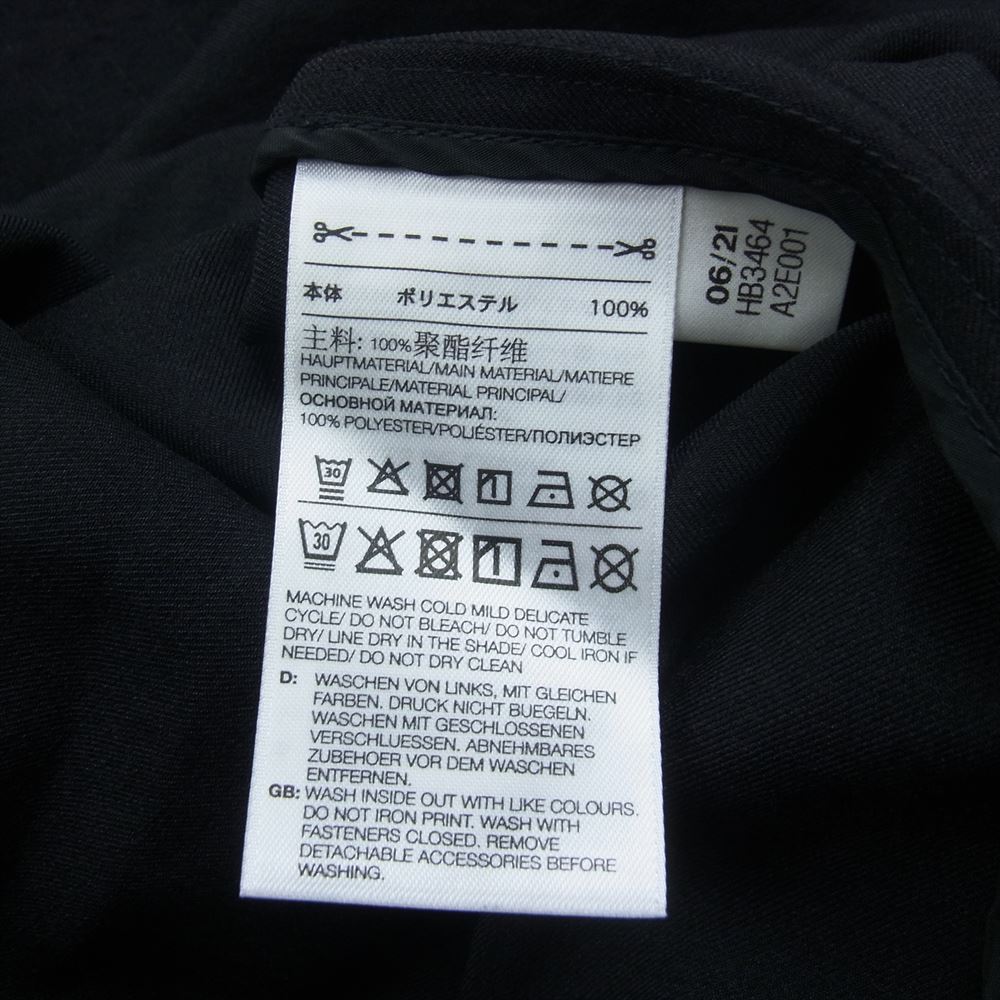 本体 ポリエステル 100%
主料: 100%聚酯纤维
HAUPTMATERIAL/MAIN MATERIAL/MATIERE
PRINCIPALE/MATERIAL PRINCIPAL/
ОСНОВНОЙ МАТЕРИАЛ:
100% POLYESTER/POLIÉSTER/ПОЛИЭСТЕР
30
30
MACHINE WASH COLD MILD DELICATE
CYCLE/ DO NOT BLEACH/ DO NOT TUMBLE
DRY/ LINE DRY IN THE SHADE/ COOL IRON IF
NEEDED/ DO NOT DRY CLEAN
D: WASCHEN VON LINKS, MIT GLEICHEN
FARBEN. DRUCK NICHT BUEGELN.
WASCHEN MIT GESCHLOSSENEN
VERSCHLUESSEN. ABNEHMBARES
ZUBEHOER VOR DEM WASCHEN
ENTFERNEN.
GB: WASH INSIDE OUT WITH LIKE COLOURS.
DO NOT IRON PRINT. WASH WITH
FASTENERS CLOSED. REMOVE
DETACHABLE ACCESSORIES BEFORE
WASHING.
06/21
HB3464
A2E001